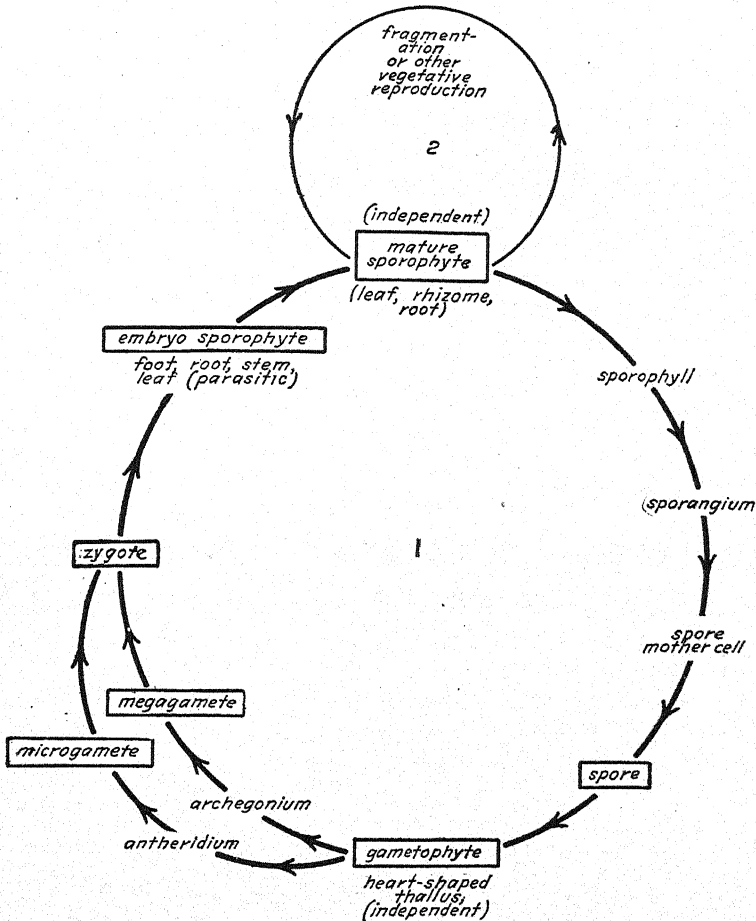 fragment-
ation
or other
vegetative
reproduction
2
(independent)
mature
sporophyte
(leaf, rhizome,
root)
embryo sporophyte
foot, root, stem,
leaf (parasitic)
sporophyll
sporangium
zygote
1
spore
mother cell
megagamete
microgamete
spore
archegonium
antheridium
gametophyte
heart-shaped
thallus,
(independent)